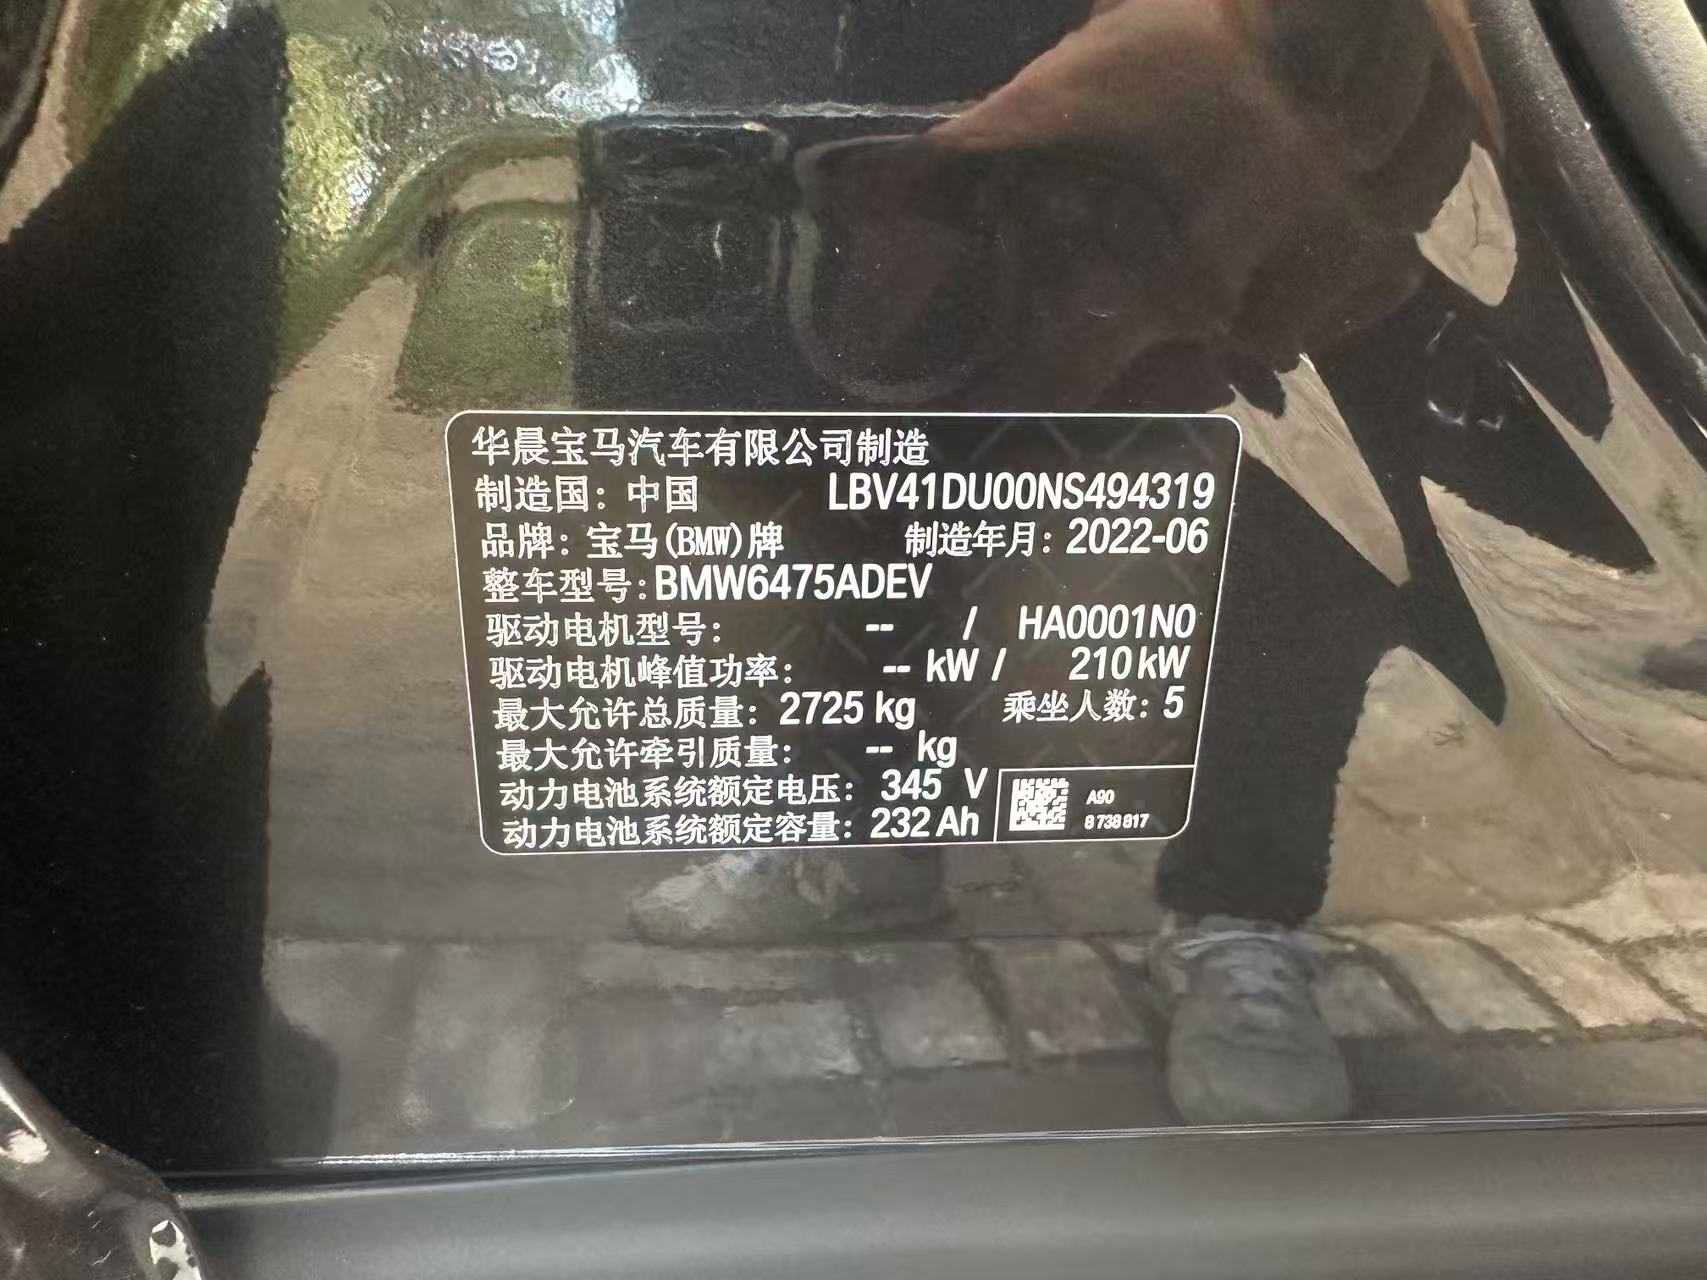 华晨宝马汽车有限公司制造
制造国：中国 LBV41DU00NS494319
品牌：宝马(BMW)牌 制造年月：2022-06
整车型号：BMW6475ADEV
驱动电机型号： -- / HA0001N0
驱动电机峰值功率： -- kW / 210 kW
最大允许总质量：2725 kg 乘坐人数：5
最大允许牵引质量： -- kg
动力电池系统额定电压：345 V
动力电池系统额定容量：232 Ah
A90
8 738 817